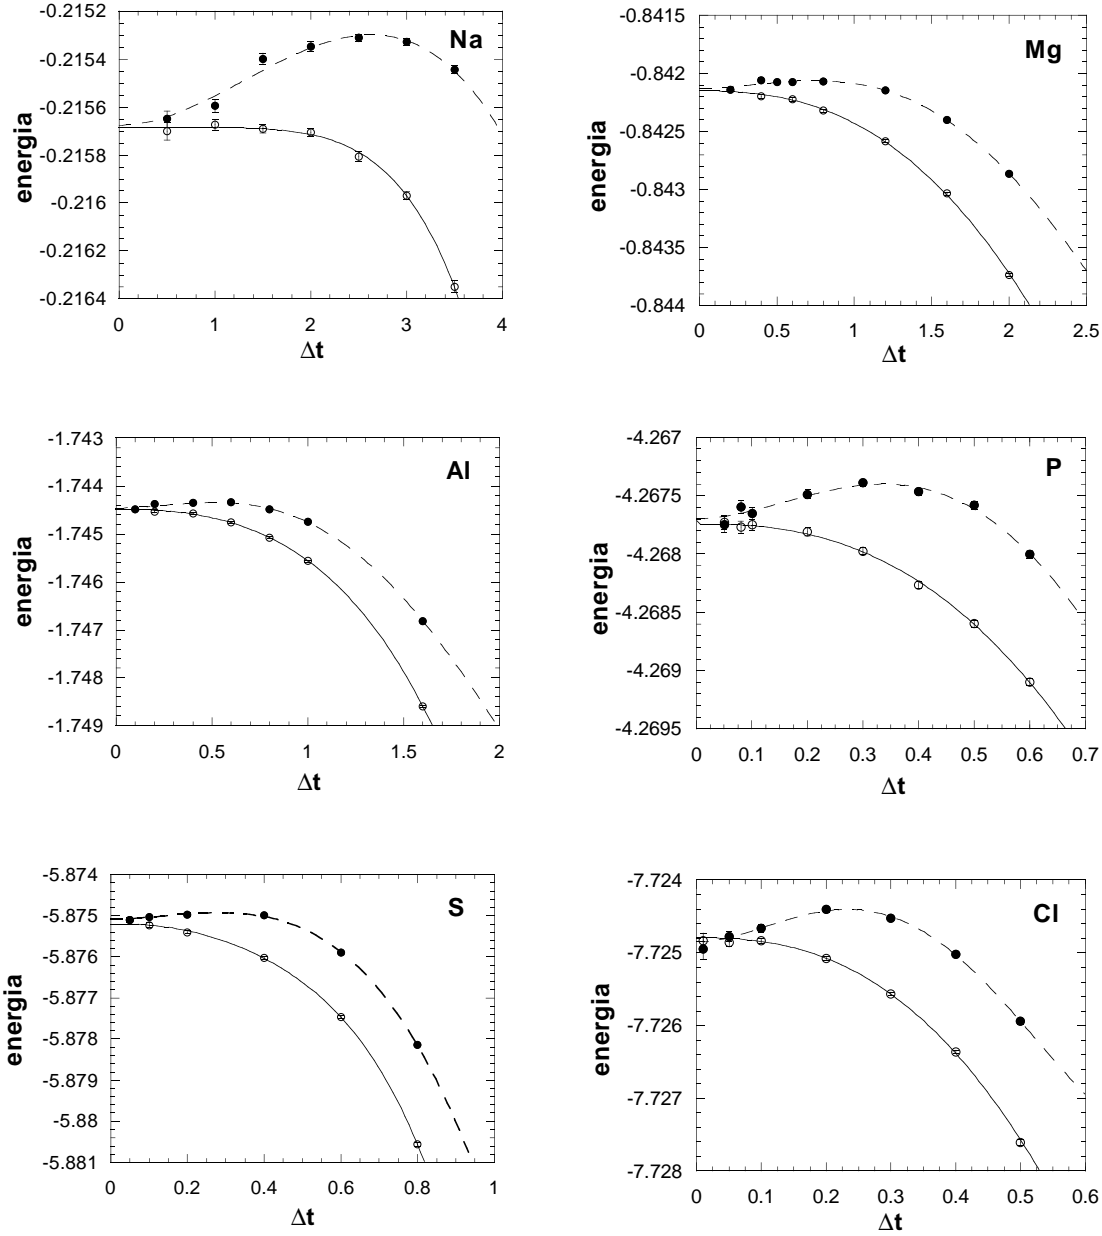 Na
energia
-0.2152
-0.2154
-0.2156
-0.2158
-0.216
-0.2162
-0.2164
0 1 2 3 4
Δt
Mg
energia
-0.8415
-0.842
-0.8425
-0.843
-0.8435
-0.844
0 0.5 1 1.5 2 2.5
Δt
Al
energia
-1.743
-1.744
-1.745
-1.746
-1.747
-1.748
-1.749
0 0.5 1 1.5 2
Δt
P
energia
-4.267
-4.2675
-4.268
-4.2685
-4.269
-4.2695
0 0.1 0.2 0.3 0.4 0.5 0.6 0.7
Δt
S
energia
-5.874
-5.875
-5.876
-5.877
-5.878
-5.879
-5.88
-5.881
0 0.2 0.4 0.6 0.8 1
Δt
Cl
energia
-7.724
-7.725
-7.726
-7.727
-7.728
0 0.1 0.2 0.3 0.4 0.5 0.6
Δt